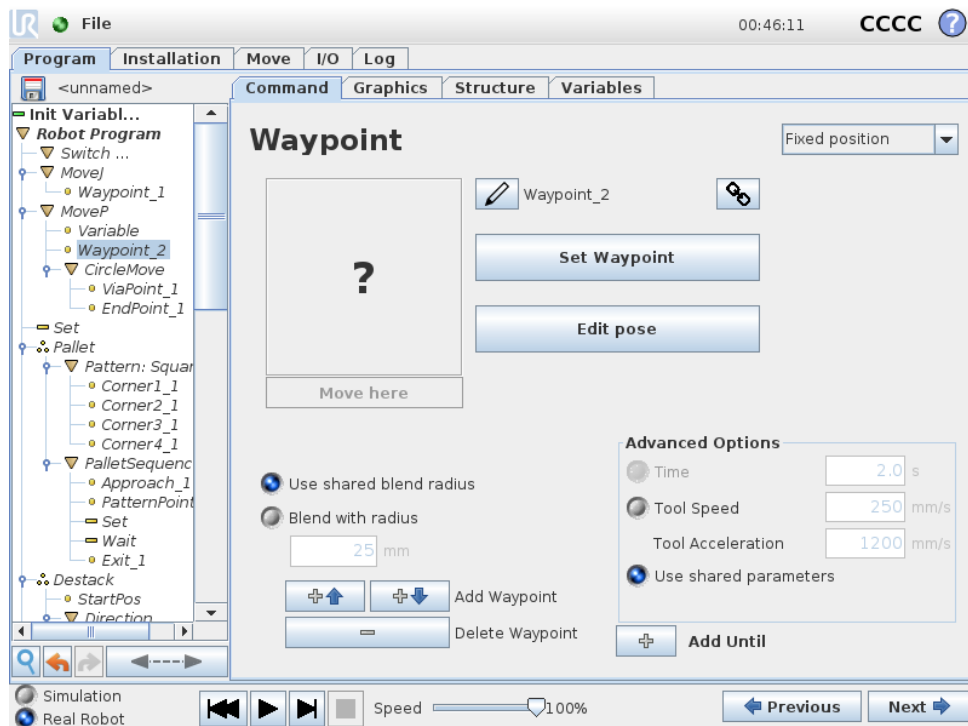 UR File 00:46:11 CCCC ?
Program Installation Move I/O Log
<unnamed> Command Graphics Structure Variables
Init Variabl...
Robot Program
Switch ...
MoveJ
Waypoint_1
MoveP
Variable
Waypoint_2
CircleMove
ViaPoint_1
EndPoint_1
Set
Pallet
Pattern: Squar
Corner1_1
Corner2_1
Corner3_1
Corner4_1
PalletSequenc
Approach_1
PatternPoint
Set
Wait
Exit_1
Destack
StartPos
Direction
Waypoint Fixed position
Waypoint_2
?
Set Waypoint
Edit pose
Move here
Use shared blend radius
Blend with radius
25 mm
Add Waypoint
Delete Waypoint
Advanced Options
Time 2.0 s
Tool Speed 250 mm/s
Tool Acceleration 1200 mm/s
Use shared parameters
Add Until
Simulation
Real Robot
Speed 100%
Previous Next